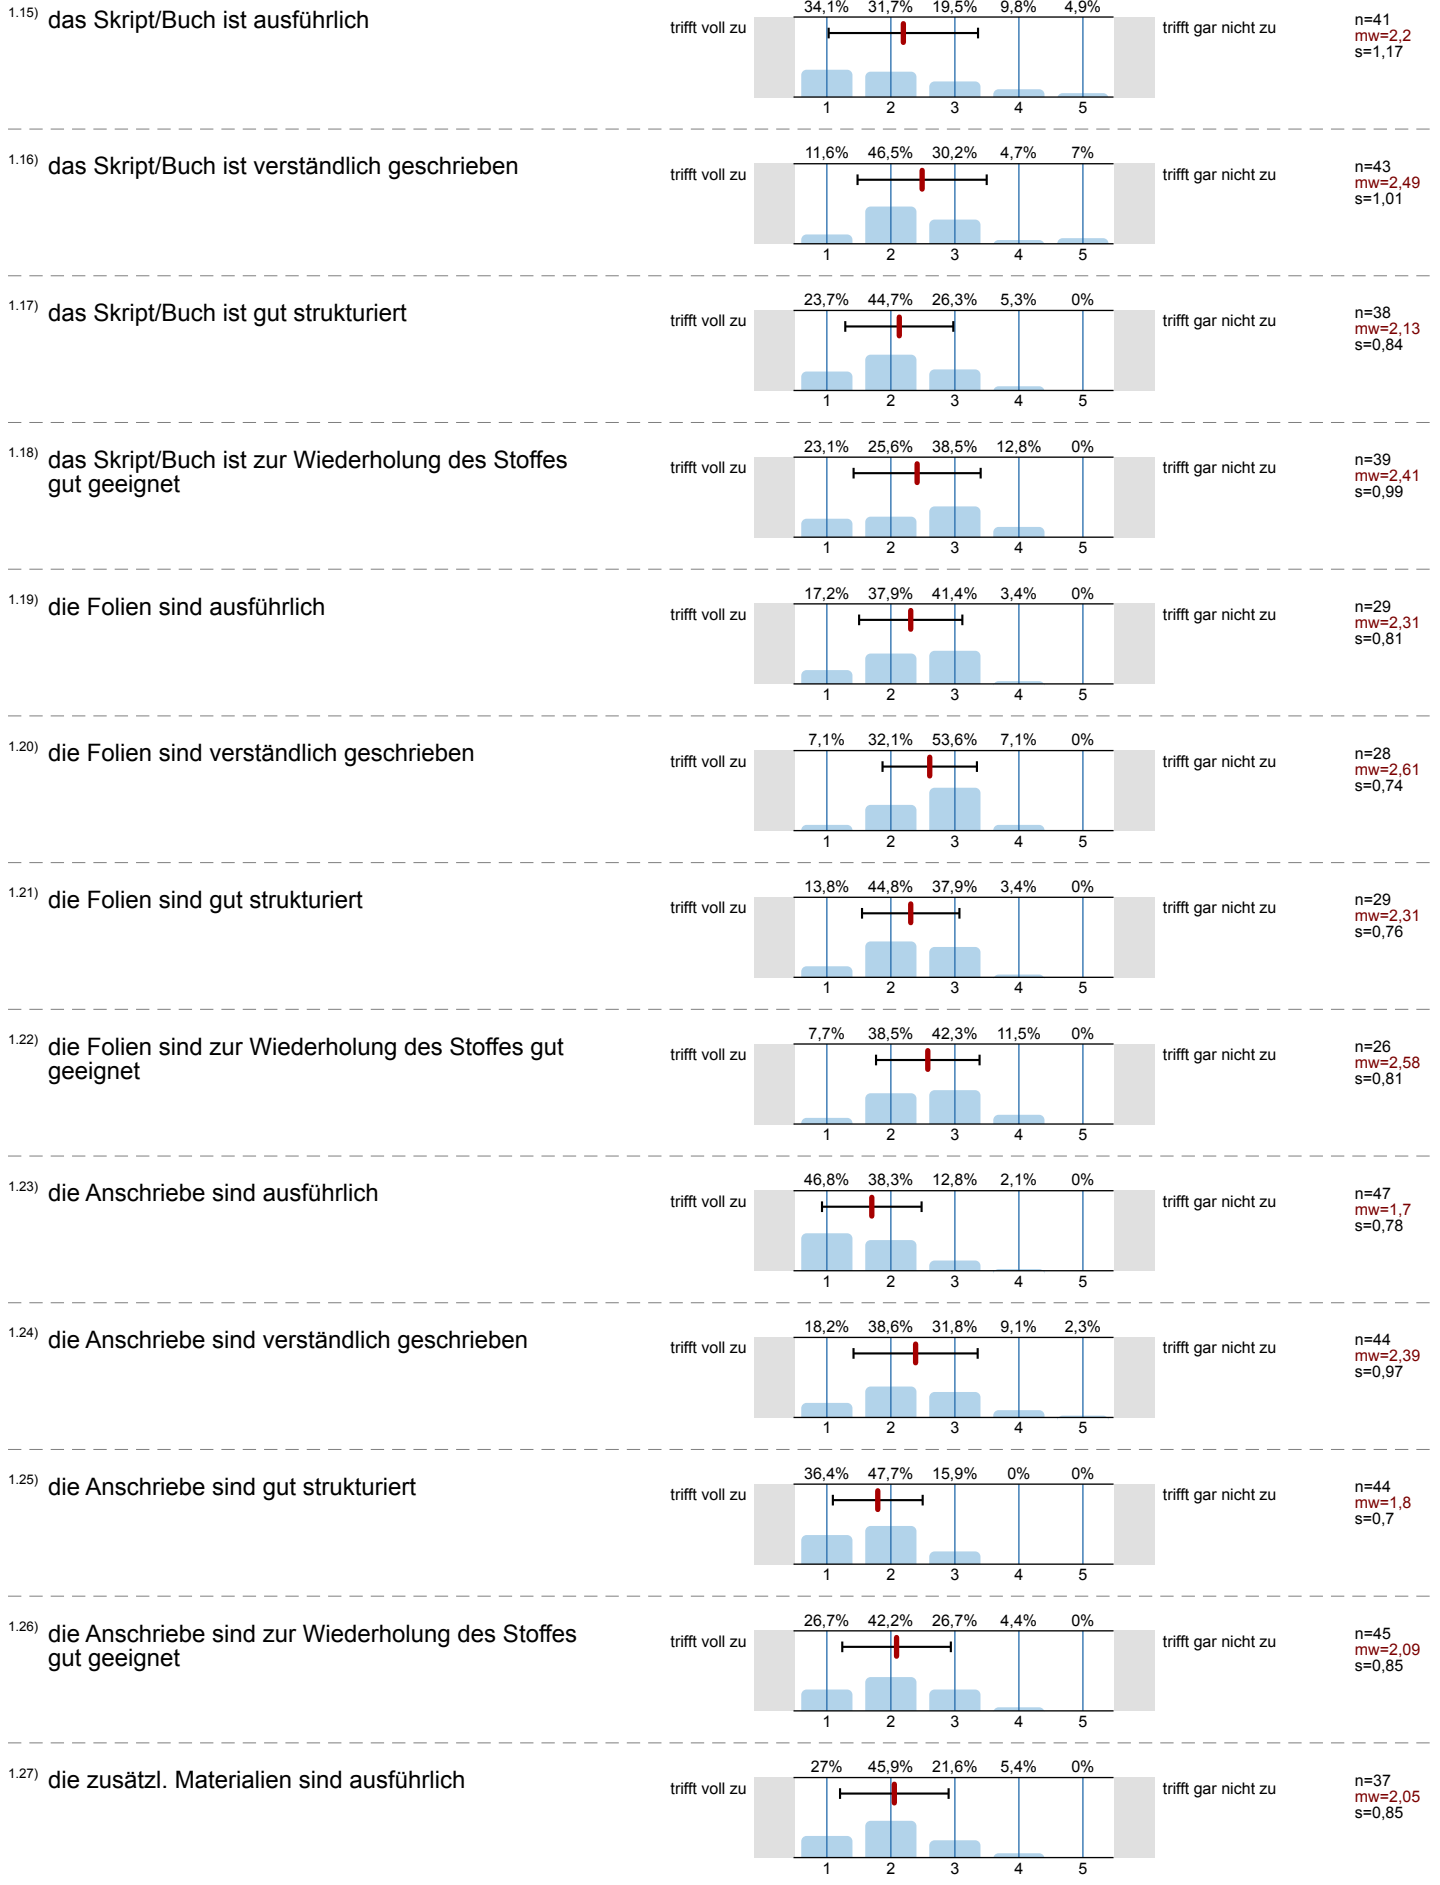 1.15) das Skript/Buch ist ausführlich
34,1% 31,7% 19,5% 9,8% 4,9%
trifft voll zu trifft gar nicht zu
n=41
mw=2,2
s=1,17
1 2 3 4 5
1.16) das Skript/Buch ist verständlich geschrieben
11,6% 46,5% 30,2% 4,7% 7%
trifft voll zu trifft gar nicht zu
n=43
mw=2,49
s=1,01
1 2 3 4 5
1.17) das Skript/Buch ist gut strukturiert
23,7% 44,7% 26,3% 5,3% 0%
trifft voll zu trifft gar nicht zu
n=38
mw=2,13
s=0,84
1 2 3 4 5
1.18) das Skript/Buch ist zur Wiederholung des Stoffes
gut geeignet
23,1% 25,6% 38,5% 12,8% 0%
trifft voll zu trifft gar nicht zu
n=39
mw=2,41
s=0,99
1 2 3 4 5
1.19) die Folien sind ausführlich
17,2% 37,9% 41,4% 3,4% 0%
trifft voll zu trifft gar nicht zu
n=29
mw=2,31
s=0,81
1 2 3 4 5
1.20) die Folien sind verständlich geschrieben
7,1% 32,1% 53,6% 7,1% 0%
trifft voll zu trifft gar nicht zu
n=28
mw=2,61
s=0,74
1 2 3 4 5
1.21) die Folien sind gut strukturiert
13,8% 44,8% 37,9% 3,4% 0%
trifft voll zu trifft gar nicht zu
n=29
mw=2,31
s=0,76
1 2 3 4 5
1.22) die Folien sind zur Wiederholung des Stoffes gut
geeignet
7,7% 38,5% 42,3% 11,5% 0%
trifft voll zu trifft gar nicht zu
n=26
mw=2,58
s=0,81
1 2 3 4 5
1.23) die Anschriebe sind ausführlich
46,8% 38,3% 12,8% 2,1% 0%
trifft voll zu trifft gar nicht zu
n=47
mw=1,7
s=0,78
1 2 3 4 5
1.24) die Anschriebe sind verständlich geschrieben
18,2% 38,6% 31,8% 9,1% 2,3%
trifft voll zu trifft gar nicht zu
n=44
mw=2,39
s=0,97
1 2 3 4 5
1.25) die Anschriebe sind gut strukturiert
36,4% 47,7% 15,9% 0% 0%
trifft voll zu trifft gar nicht zu
n=44
mw=1,8
s=0,7
1 2 3 4 5
1.26) die Anschriebe sind zur Wiederholung des Stoffes
gut geeignet
26,7% 42,2% 26,7% 4,4% 0%
trifft voll zu trifft gar nicht zu
n=45
mw=2,09
s=0,85
1 2 3 4 5
1.27) die zusätzl. Materialien sind ausführlich
27% 45,9% 21,6% 5,4% 0%
trifft voll zu trifft gar nicht zu
n=37
mw=2,05
s=0,85
1 2 3 4 5